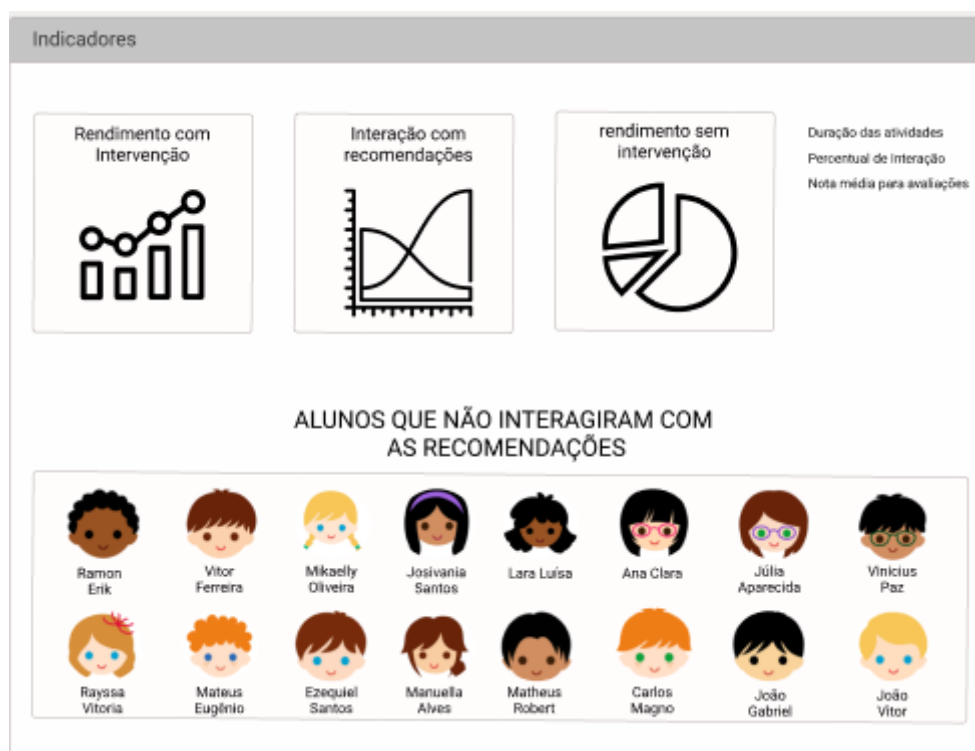 Indicadores
Rendimento com
Intervenção
Interação com
recomendações
rendimento sem
intervenção
Duração das atividades
Percentual de Interação
Nota média para avaliações
ALUNOS QUE NÃO INTERAGIRAM COM
AS RECOMENDAÇÕES
Ramon
Erik
Vitor
Ferreira
Mikaelly
Oliveira
Josivania
Santos
Lara Luísa
Ana Clara
Júlia
Aparecida
Vinicius
Paz
Rayssa
Vitoria
Mateus
Eugênio
Ezequiel
Santos
Manuella
Alves
Matheus
Robert
Carlos
Magno
João
Gabriel
João
Vitor